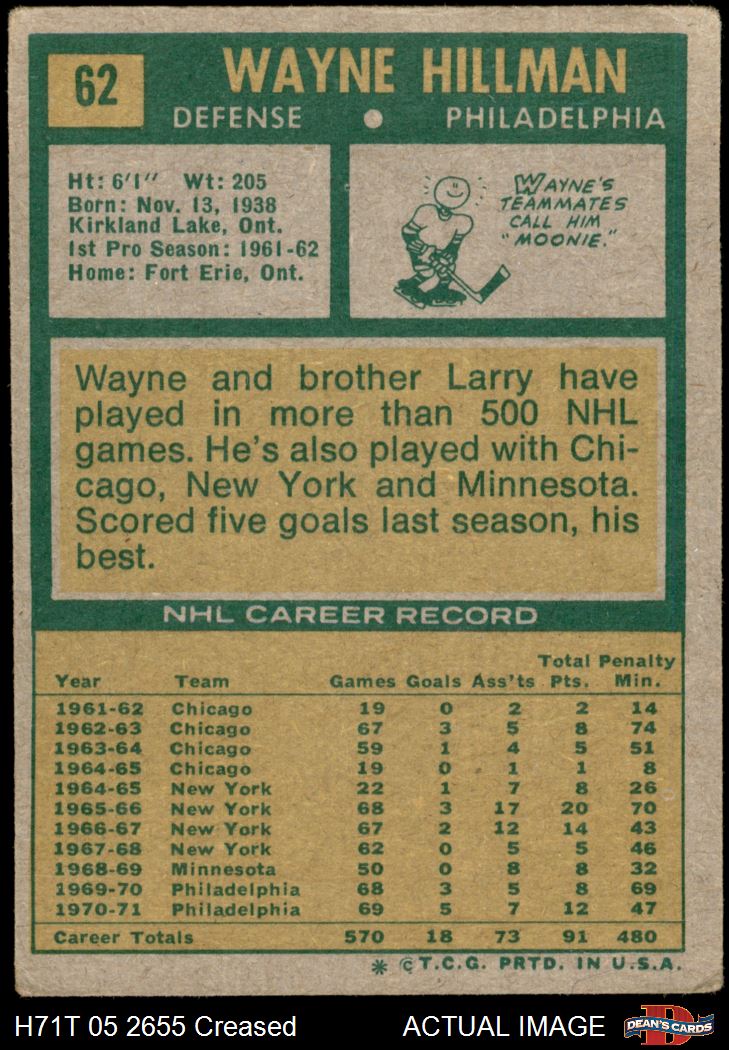 62
WAYNE HILLMAN
DEFENSE • PHILADELPHIA
Ht: 6'1" Wt: 205
Born: Nov. 13, 1938
Kirkland Lake, Ont.
1st Pro Season: 1961-62
Home: Fort Erie, Ont.
WAYNE'S
TEAMMATES
CALL HIM
"MOONIE."
Wayne and brother Larry have
played in more than 500 NHL
games. He's also played with Chi-
cago, New York and Minnesota.
Scored five goals last season, his
best.
NHL CAREER RECORD
Total Penalty
Year Team Games Goals Ass'ts Pts. Min.
1961-62 Chicago 19 0 2 2 14
1962-63 Chicago 67 3 5 8 74
1963-64 Chicago 59 1 4 5 51
1964-65 Chicago 19 0 1 1 8
1964-65 New York 22 1 7 8 26
1965-66 New York 68 3 17 20 70
1966-67 New York 67 2 12 14 43
1967-68 New York 62 0 5 5 46
1968-69 Minnesota 50 0 8 8 32
1969-70 Philadelphia 68 3 5 8 69
1970-71 Philadelphia 69 5 7 12 47
Career Totals 570 18 73 91 480
* © T.C.G. PRTD. IN U.S.A.
H71T 05 2655 Creased ACTUAL IMAGE
D
DEAN'S CARDS